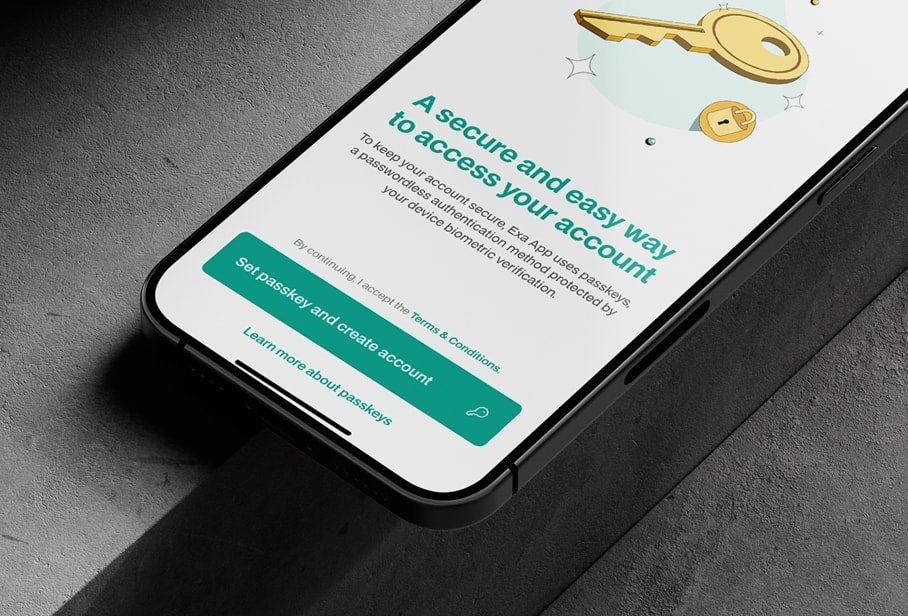 A secure and easy way
to access your account
To keep your account secure, Exa App uses passkeys,
a passwordless authentication method protected by
your device biometric verification.
By continuing, I accept the Terms & Conditions.
Set passkey and create account
Learn more about passkeys